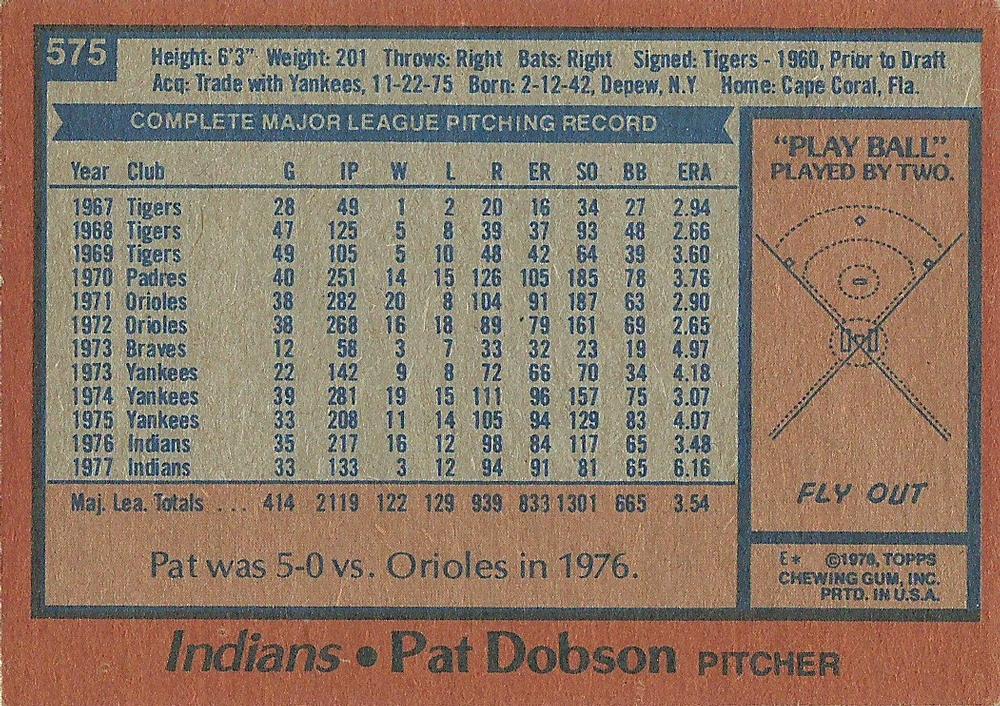 575
Height: 6'3" Weight: 201 Throws: Right Bats: Right Signed: Tigers - 1960, Prior to Draft
Acq: Trade with Yankees, 11-22-75 Born: 2-12-42, Depew, N.Y Home: Cape Coral, Fla.
COMPLETE MAJOR LEAGUE PITCHING RECORD
Year Club G IP W L R ER SO BB ERA
1967 Tigers 28 49 1 2 20 16 34 27 2.94
1968 Tigers 47 125 5 8 39 37 93 48 2.66
1969 Tigers 49 105 5 10 48 42 64 39 3.60
1970 Padres 40 251 14 15 126 105 185 78 3.76
1971 Orioles 38 282 20 8 104 91 187 63 2.90
1972 Orioles 38 268 16 18 89 79 161 69 2.65
1973 Braves 12 58 3 7 33 32 23 19 4.97
1973 Yankees 22 142 9 8 72 66 70 34 4.18
1974 Yankees 39 281 19 15 111 96 157 75 3.07
1975 Yankees 33 208 11 14 105 94 129 83 4.07
1976 Indians 35 217 16 12 98 84 117 65 3.48
1977 Indians 33 133 3 12 94 91 81 65 6.16
Maj. Lea. Totals ... 414 2119 122 129 939 833 1301 665 3.54
Pat was 5-0 vs. Orioles in 1976.
"PLAY BALL".
PLAYED BY TWO.
FLY OUT
E* ©1978, TOPPS
CHEWING GUM, INC.
PRTD. IN U.S.A.
Indians • Pat Dobson PITCHER